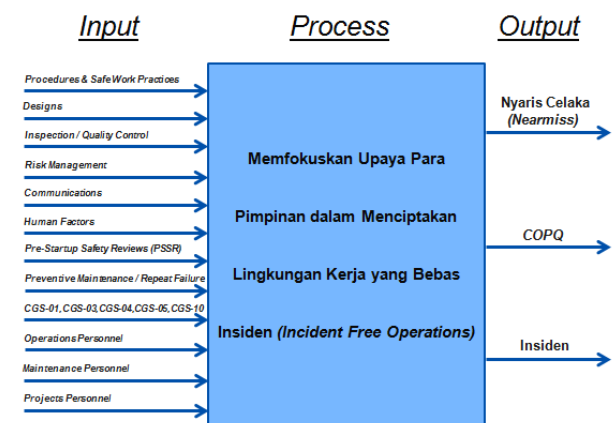 Input
Process
Output
Procedures & Safe Work Practices
Designs
Inspection / Quality Control
Risk Management
Communications
Human Factors
Pre-Startup Safety Reviews (PSSR)
Preventive Maintenance / Repeat Failure
CGS-01, CGS-03, CGS-04, CGS-05, CGS-10
Operations Personnel
Maintenance Personnel
Projects Personnel
Memfokuskan Upaya Para
Pimpinan dalam Menciptakan
Lingkungan Kerja yang Bebas
Insiden (Incident Free Operations)
Nyaris Celaka
(Nearmiss)
COPQ
Insiden